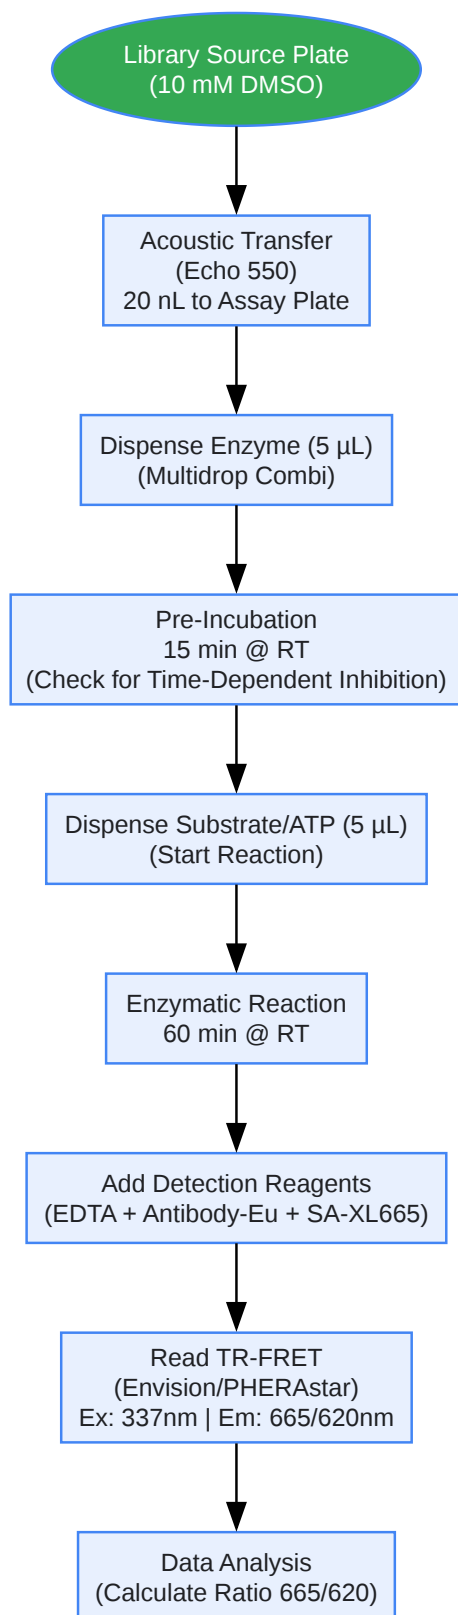 Library Source Plate
(10 mM DMSO)
Acoustic Transfer
(Echo 550)
20 nL to Assay Plate
Dispense Enzyme (5 µL)
(Multidrop Combi)
Pre-Incubation
15 min @ RT
(Check for Time-Dependent Inhibition)
Dispense Substrate/ATP (5 µL)
(Start Reaction)
Enzymatic Reaction
60 min @ RT
Add Detection Reagents
(EDTA + Antibody-Eu + SA-XL665)
Read TR-FRET
(Envision/PHERAstar)
Ex: 337nm | Em: 665/620nm
Data Analysis
(Calculate Ratio 665/620)